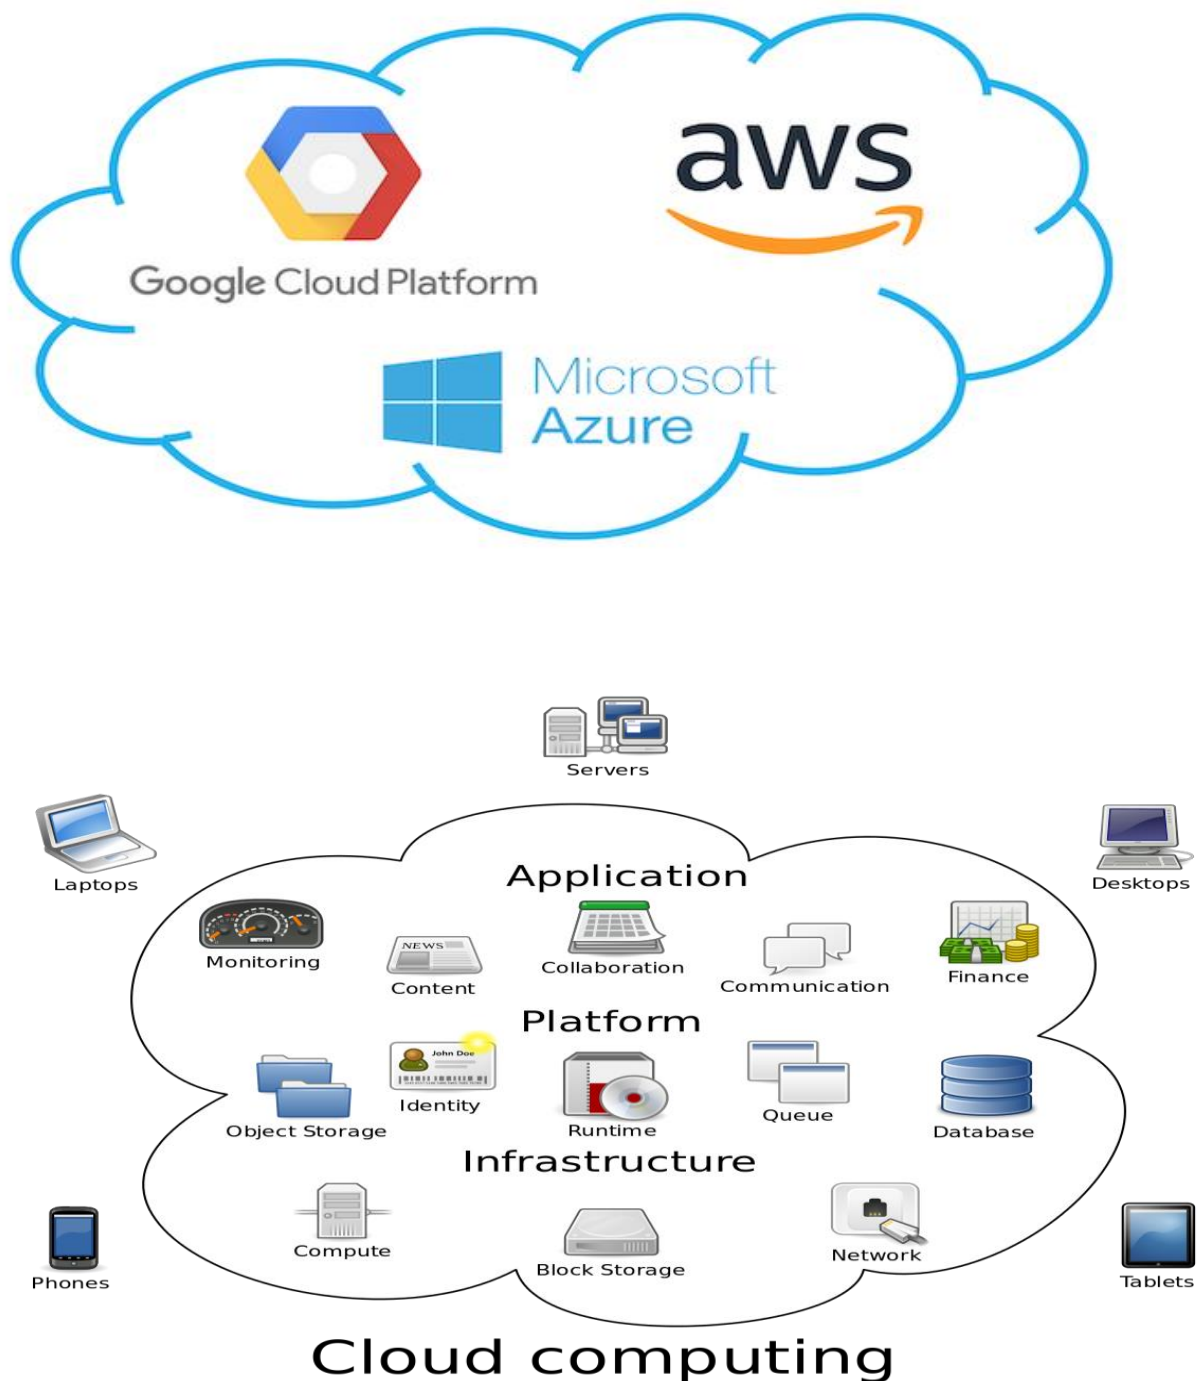 aws
Google Cloud Platform
Microsoft
Azure
Servers
Laptops
Desktops
Application
Monitoring
NEWS
Content
Collaboration
Communication
Finance
Platform
John Doe
Object Storage
Identity
Runtime
Queue
Database
Infrastructure
Compute
Block Storage
Network
Phones
Tablets
Cloud computing